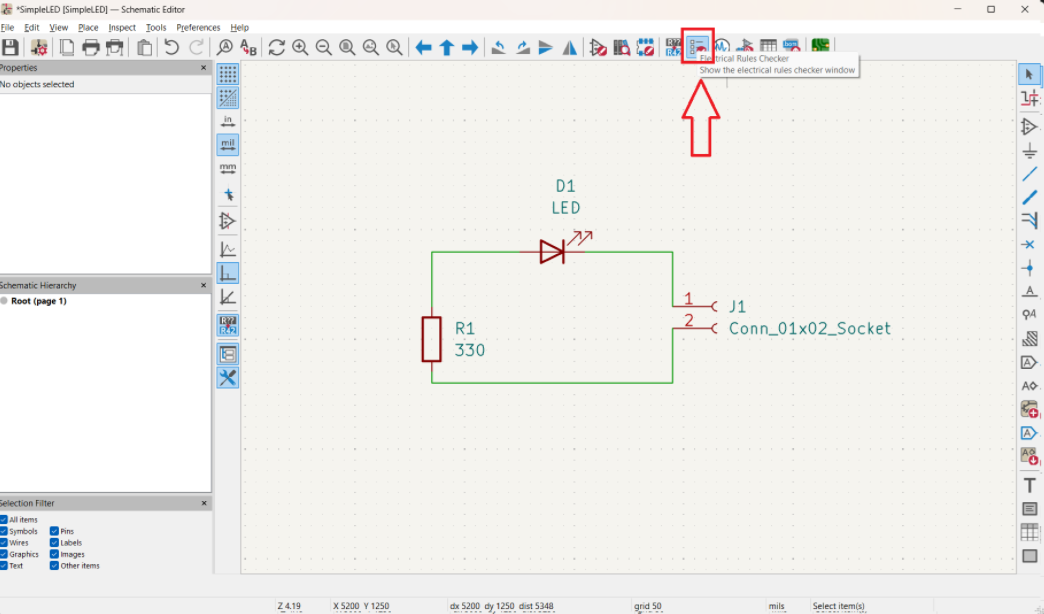 *SimpleLED [SimpleLED] — Schematic Editor
File Edit View Place Inspect Tools Preferences Help
Properties
No objects selected
Electrical Rules Checker
Show the electrical rules checker window
in
mil
mm
D1
LED
1
J1
2
Conn_01x02_Socket
R1
330
Schematic Hierarchy
Root (page 1)
Selection Filter
All items
Symbols Pins
Wires Labels
Graphics Images
Text Other items
Z 4.19 X 5200 Y 1250 dx 5200 dy 1250 dist 5348 grid 50 mils Select item(s)